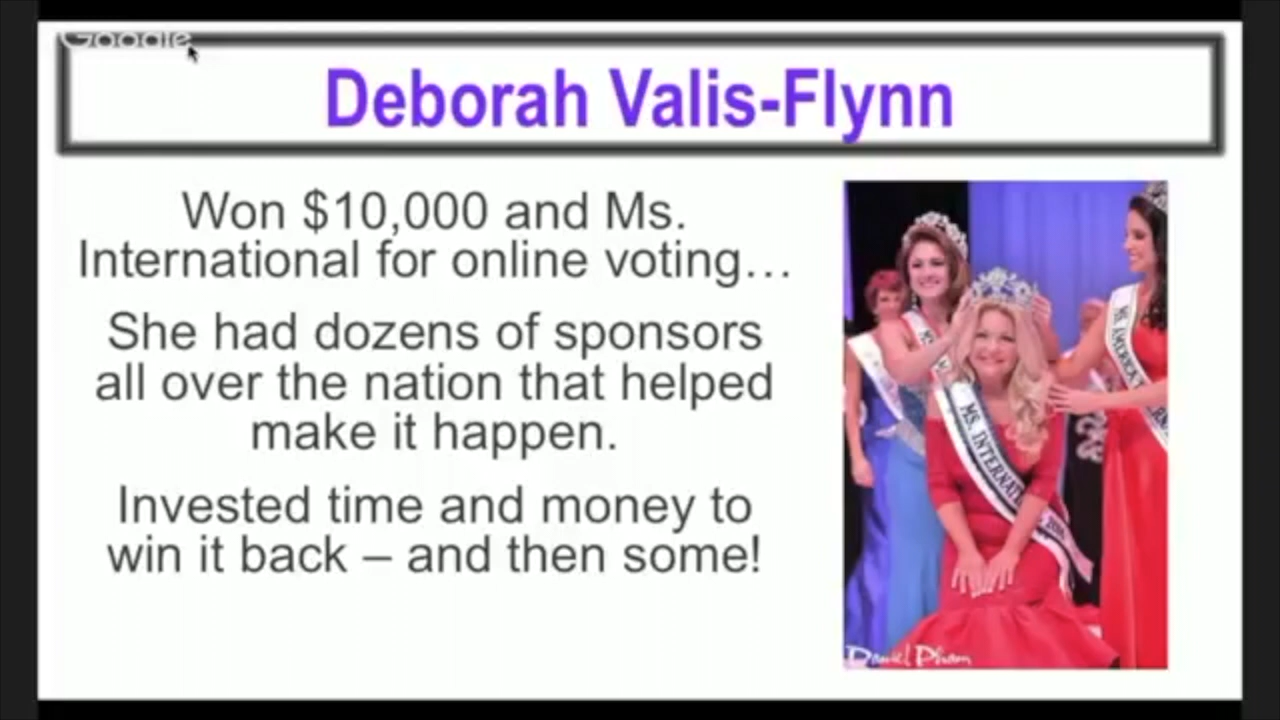 Google
Deborah Valis-Flynn
Won $10,000 and Ms.
International for online voting…
She had dozens of sponsors
all over the nation that helped
make it happen.
Invested time and money to
win it back – and then some!
MS. INTERNATI
Daniel Pham